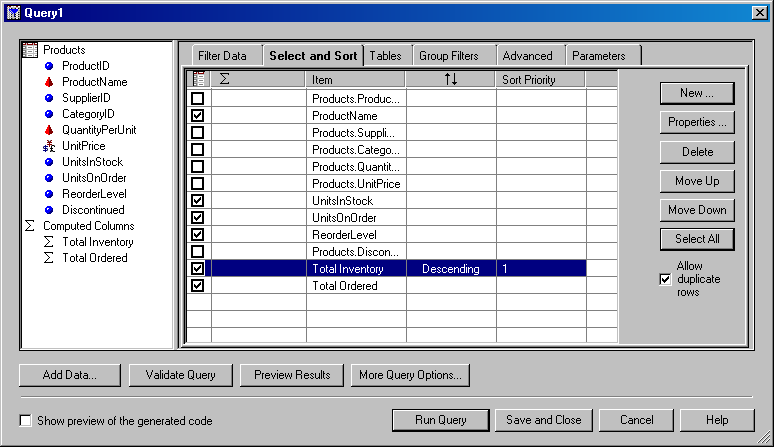 Query1
Products
ProductID
ProductName
SupplierID
CategoryID
QuantityPerUnit
UnitPrice
UnitsInStock
UnitsOnOrder
ReorderLevel
Discontinued
Σ Computed Columns
Σ Total Inventory
Σ Total Ordered
Filter Data Select and Sort Tables Group Filters Advanced Parameters
Σ Item Sort Priority
Products.Produc...
ProductName
Products.Suppli...
Products.Catego...
Products.Quantit...
Products.UnitPrice
UnitsInStock
UnitsOnOrder
ReorderLevel
Products.Discon...
Total Inventory Descending 1
Total Ordered
New ...
Properties ...
Delete
Move Up
Move Down
Select All
Allow
duplicate
rows
Add Data... Validate Query Preview Results More Query Options...
Show preview of the generated code
Run Query Save and Close Cancel Help